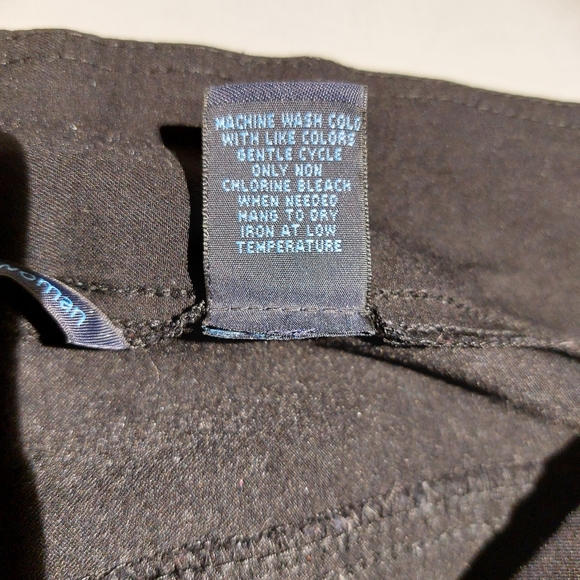 MACHINE WASH COLD
WITH LIKE COLORS
GENTLE CYCLE
ONLY NON
CHLORINE BLEACH
WHEN NEEDED
HANG TO DRY
IRON AT LOW
TEMPERATURE
woman